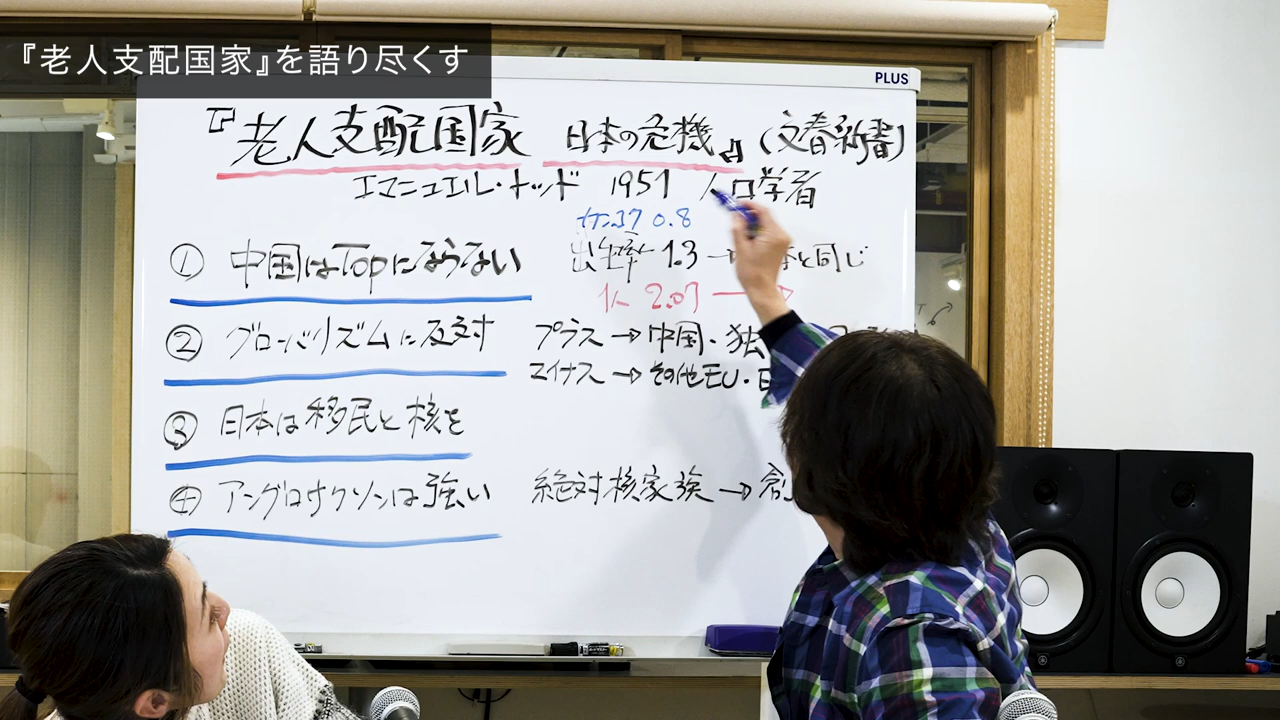 『老人支配国家』を語り尽くす
PLUS
『老人支配国家 日本の危機』(文春新書)
エマニュエル・トッド 1951 人口学者
0.8
① 中国はTopにならない 出生率 1.3 → 本と同じ
2.07 →
② グローバリズムに反対 プラス → 中国・独
マイナス → その他EU・日
③ 日本は移民と核を
④ アングロサクソンは強い 絶対核家族 → 創